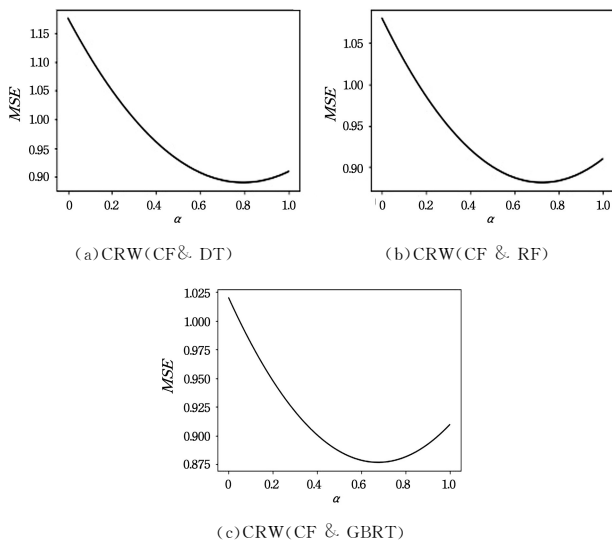 1.15
1.10
1.05
1.00
0.95
0.90
MSE
0 0.2 0.4 0.6 0.8 1.0
α
(a)CRW(CF& DT)
1.05
1.00
0.95
0.90
MSE
0 0.2 0.4 0.6 0.8 1.0
α
(b)CRW(CF & RF)
1.025
1.000
0.975
0.950
0.925
0.900
0.875
MSE
0 0.2 0.4 0.6 0.8 1.0
α
(c)CRW(CF & GBRT)